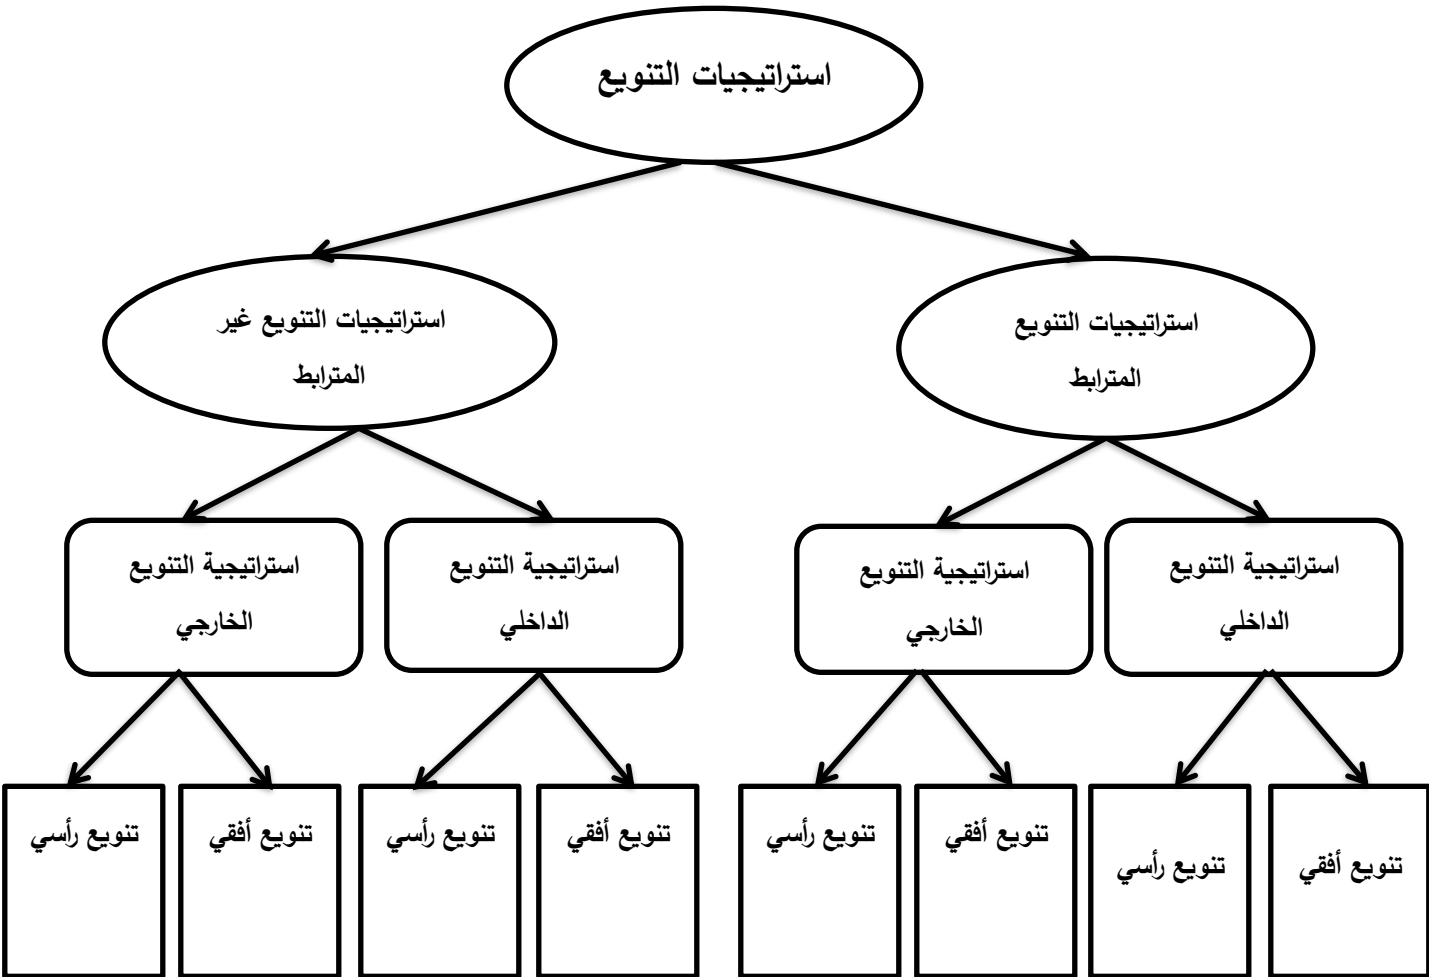 استراتيجيات التنويع
استراتيجيات التنويع
المترابط
استراتيجيات التنويع غير
المترابط
استراتيجية التنويع
الداخلي
استراتيجية التنويع
الخارجي
استراتيجية التنويع
الداخلي
استراتيجية التنويع
الخارجي
تنويع أفقي
تنويع رأسي
تنويع أفقي
تنويع رأسي
تنويع أفقي
تنويع رأسي
تنويع أفقي
تنويع رأسي